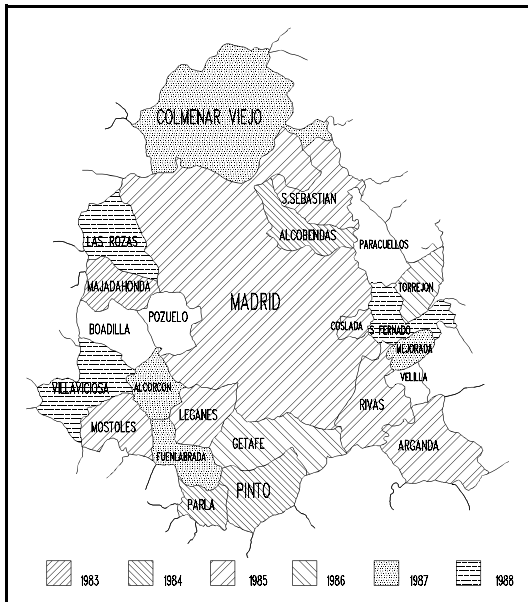 COLMENAR VIEJO
S.SEBASTIAN
ALCOBENDAS
PARACUELLOS
LAS ROZAS
TORREJON
MAJADAHONDA
MADRID
POZUELO
BOADILLA
COSLADA
S FERNADO
MEJORADA
VELILLA
VILLAVICIOSA
ALCORCON
RIVAS
LEGANES
MOSTOLES
GETAFE
ARGANDA
FUENLABRADA
PINTO
PARLA
1983 1984 1985 1986 1987 1988